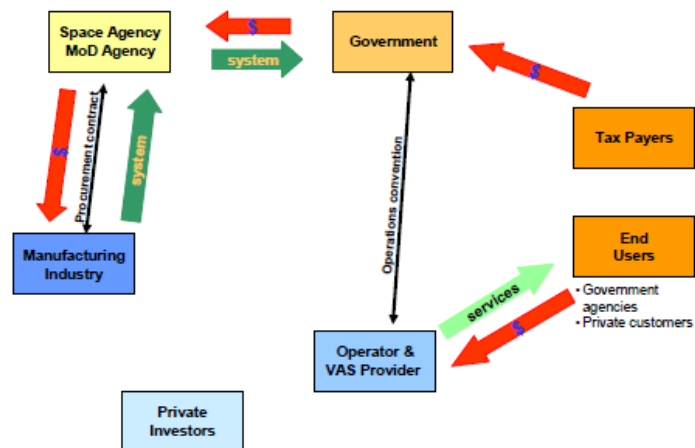 Space Agency
MoD Agency
$
system
Government
$
Tax Payers
$
Procurement contract
system
Operations convention
Manufacturing
Industry
End
Users
• Government
agencies
• Private customers
services
$
Operator &
VAS Provider
Private
Investors